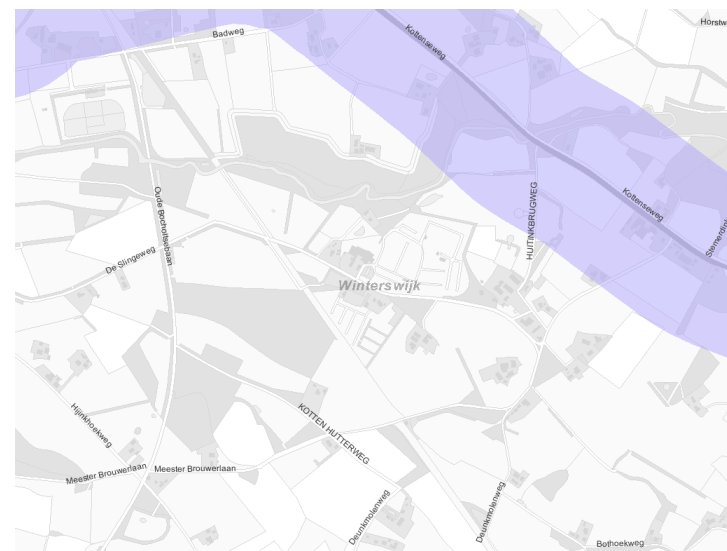 Horstw
Kottenseweg
Badweg
Oude Bocholtsebaan
HUITINKBRUGWEG
Kottenseweg
Stemerdinl
De Slingeweg
Winterswijk
Hijinkhoekweg
KOTTEN HUTTERWEG
Meester Brouwerlaan
Meester Brouwerlaan
Deunkmolenweg
Deunkmolenweg
Bothoekweg